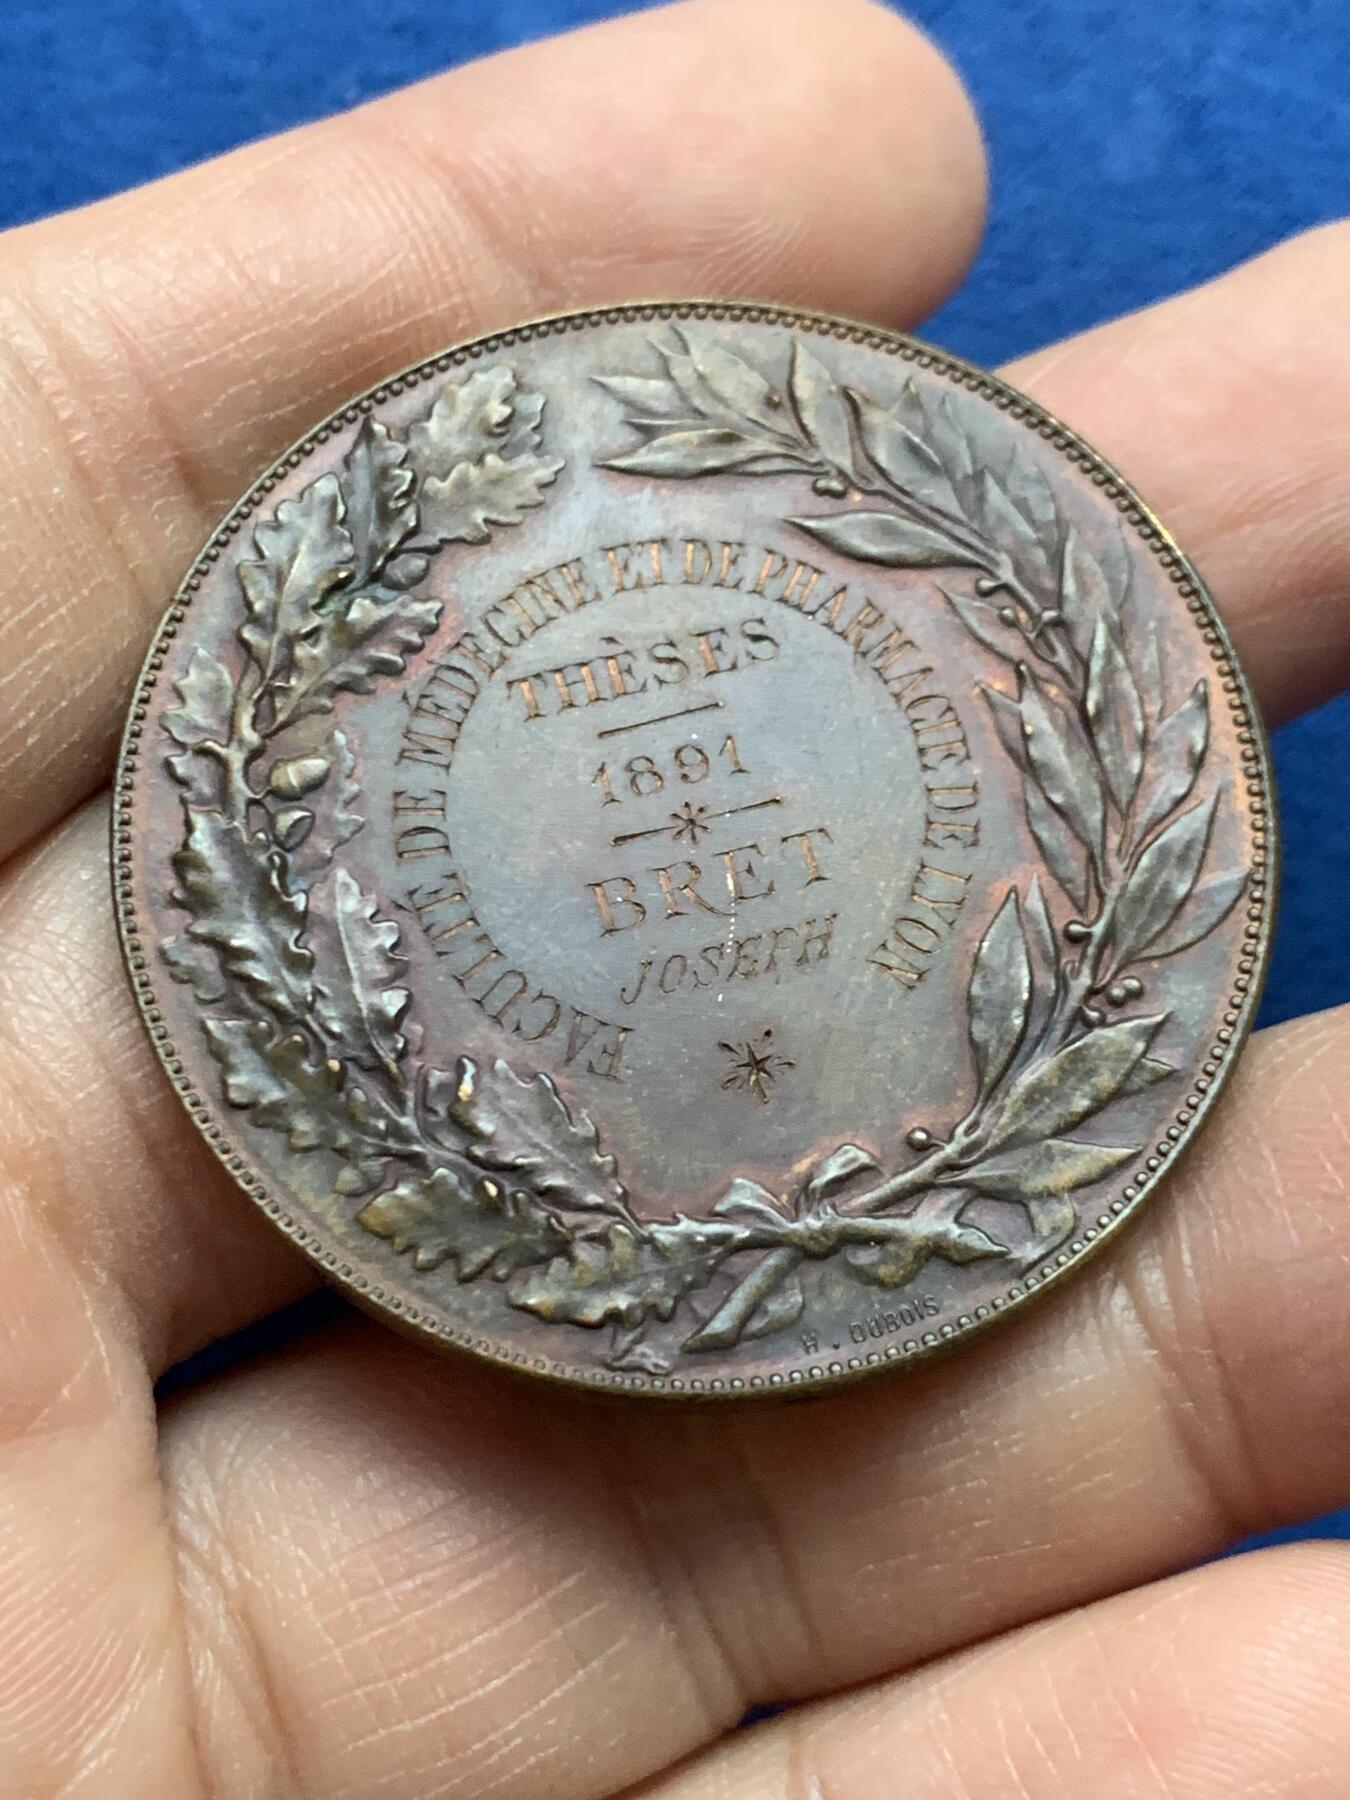 FACULTÉ DE MÉDECINE ET DE PHARMACIE DE LYON
THÈSES
1891
BRET
JOSEPH
H. DUBOIS